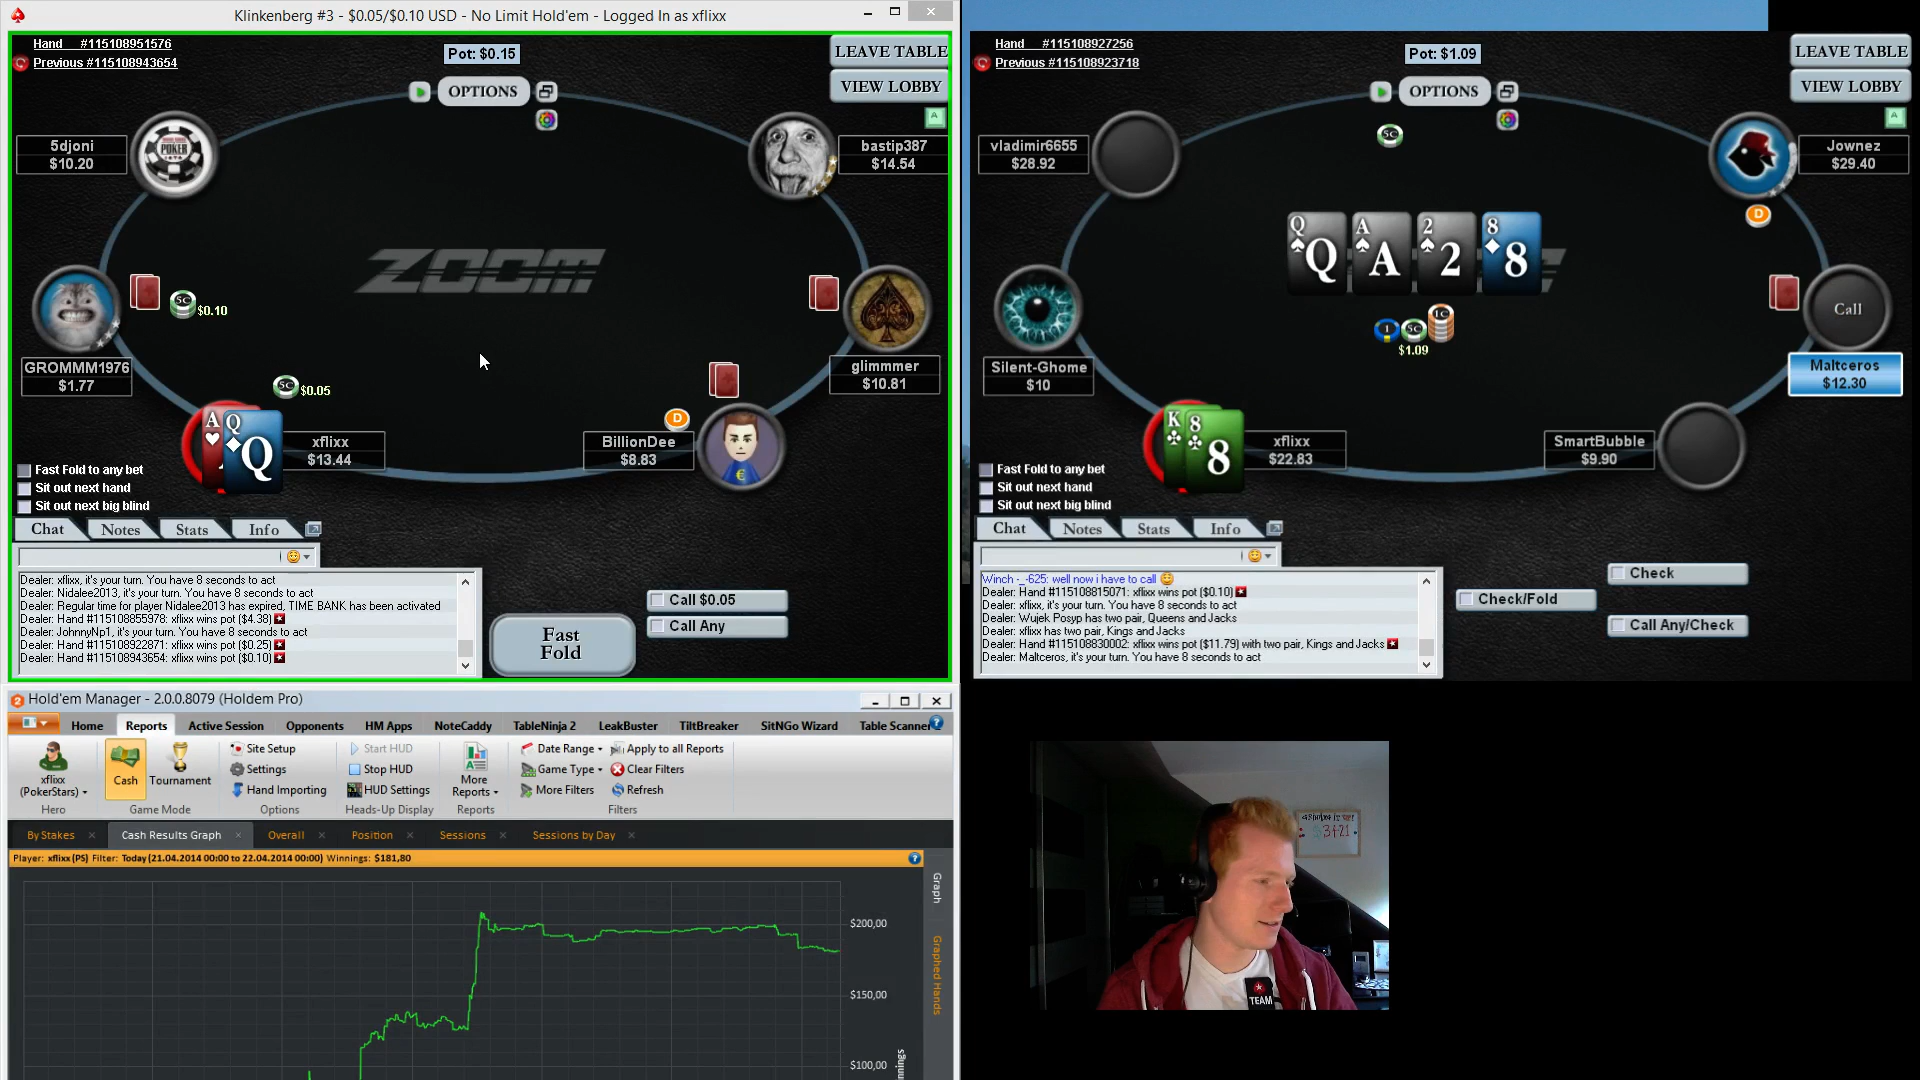 Klinkenberg #3 - $0.05/$0.10 USD - No Limit Hold'em - Logged In as xflixx
Hand #115108951576
Previous #115108943654
Pot: $0.15
LEAVE TABLE
OPTIONS
VIEW LOBBY
A
5djoni
$10.20
POKER
bastip387
$14.54
ZOOM
5C $0.10
GROMMM1976
$1.77
glimmmer
$10.81
5C $0.05
A Q Q
xflixx
$13.44
D
BillionDee
$8.83
Fast Fold to any bet
Sit out next hand
Sit out next big blind
Chat Notes Stats Info
Dealer: xflixx, it's your turn. You have 8 seconds to act
Dealer: Nidalee2013, it's your turn. You have 8 seconds to act
Dealer: Regular time for player Nidalee2013 has expired, TIME BANK has been activated
Dealer: Hand #115108855978: xflixx wins pot ($4.38)
Dealer: JohnnyNp1, it's your turn. You have 8 seconds to act
Dealer: Hand #115108922871: xflixx wins pot ($0.25)
Dealer: Hand #115108943654: xflixx wins pot ($0.10)
Fast Fold
Call $0.05
Call Any
Hand #115108927256
Previous #115108923718
Pot: $1.09
LEAVE TABLE
OPTIONS
VIEW LOBBY
A
5C
vladimir6655
$28.92
Jownez
$29.40
D
Q Q A A 2 2 8 8
1 5C 1C
$1.09
Call
Silent-Ghome
$10
Maltceros
$12.30
K 8 8
xflixx
$22.83
SmartBubble
$9.90
Fast Fold to any bet
Sit out next hand
Sit out next big blind
Chat Notes Stats Info
Winch -_-625: well now i have to call
Dealer: Hand #115108815071: xflixx wins pot ($0.10)
Dealer: xflixx, it's your turn. You have 8 seconds to act
Dealer: Wujek Posyp has two pair, Queens and Jacks
Dealer: xflixx has two pair, Kings and Jacks
Dealer: Hand #115108830002: xflixx wins pot ($11.79) with two pair, Kings and Jacks
Dealer: Maltceros, it's your turn. You have 8 seconds to act
Check
Check/Fold
Call Any/Check
Hold'em Manager - 2.0.0.8079 (Holdem Pro)
Home Reports Active Session Opponents HM Apps NoteCaddy TableNinja 2 LeakBuster TiltBreaker SitNGo Wizard Table Scanner
xflixx (PokerStars)
Hero
Cash
Tournament
Game Mode
Site Setup
Settings
Hand Importing
Options
Start HUD
Stop HUD
HUD Settings
Heads-Up Display
More Reports
Reports
Date Range
Game Type
More Filters
Apply to all Reports
Clear Filters
Refresh
Filters
By Stakes Cash Results Graph Overall Position Sessions Sessions by Day
Player: xflixx (PS) Filter: Today (21.04.2014 00:00 to 22.04.2014 00:00) Winnings: $181,80
Graph
Graphed Hands
$200,00
$150,00
$100,00
TEAM